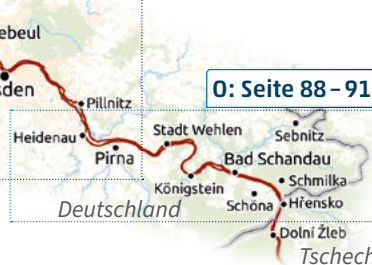 ebeul
sden
Pillnitz
O: Seite 88–91
Heidenau
Stadt Wehlen
Sebnitz
Pirna
Bad Schandau
Königstein
Schmilka
Schöna
Hřensko
Deutschland
Dolní Žleb
Tschech